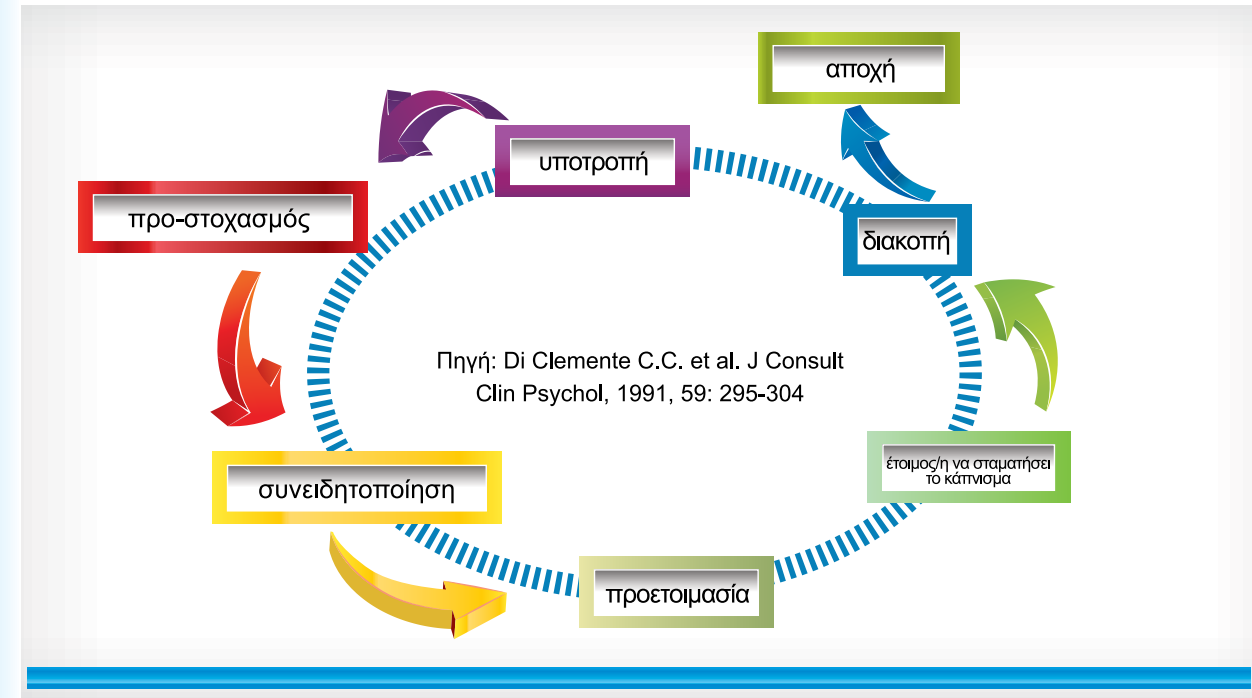 αποχή
υποτροπή
προ-στοχασμός
διακοπή
Πηγή: Di Clemente C.C. et al. J Consult
Clin Psychol, 1991, 59: 295-304
έτοιμος/η να σταματήσει
το κάπνισμα
συνειδητοποίηση
προετοιμασία